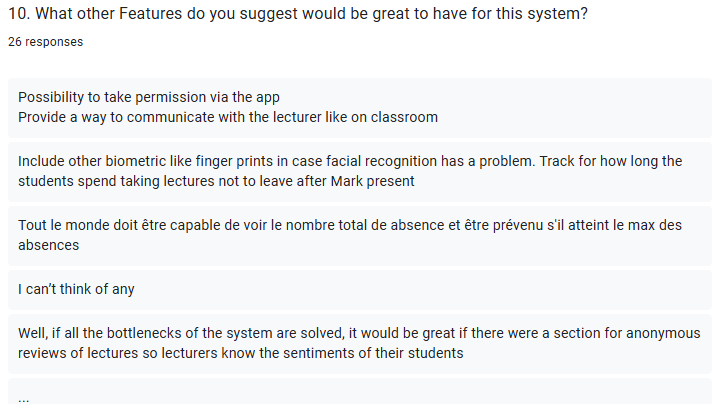 10. What other Features do you suggest would be great to have for this system?
26 responses
Possibility to take permission via the app
Provide a way to communicate with the lecturer like on classroom
Include other biometric like finger prints in case facial recognition has a problem. Track for how long the
students spend taking lectures not to leave after Mark present
Tout le monde doit être capable de voir le nombre total de absence et être prévenu s'il atteint le max des
absences
I can't think of any
Well, if all the bottlenecks of the system are solved, it would be great if there were a section for anonymous
reviews of lectures so lecturers know the sentiments of their students
...